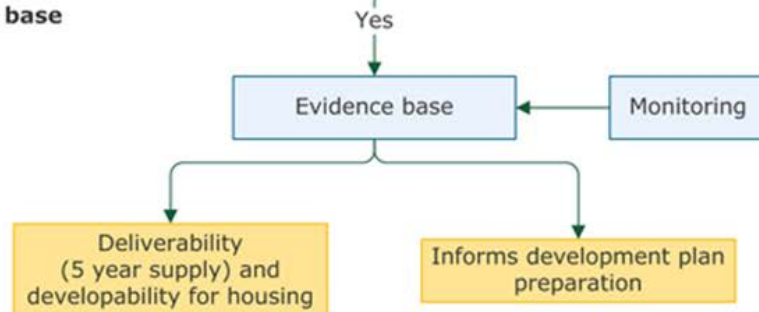 base
Yes
Evidence base
Monitoring
Deliverability
(5 year supply) and
developability for housing
Informs development plan
preparation